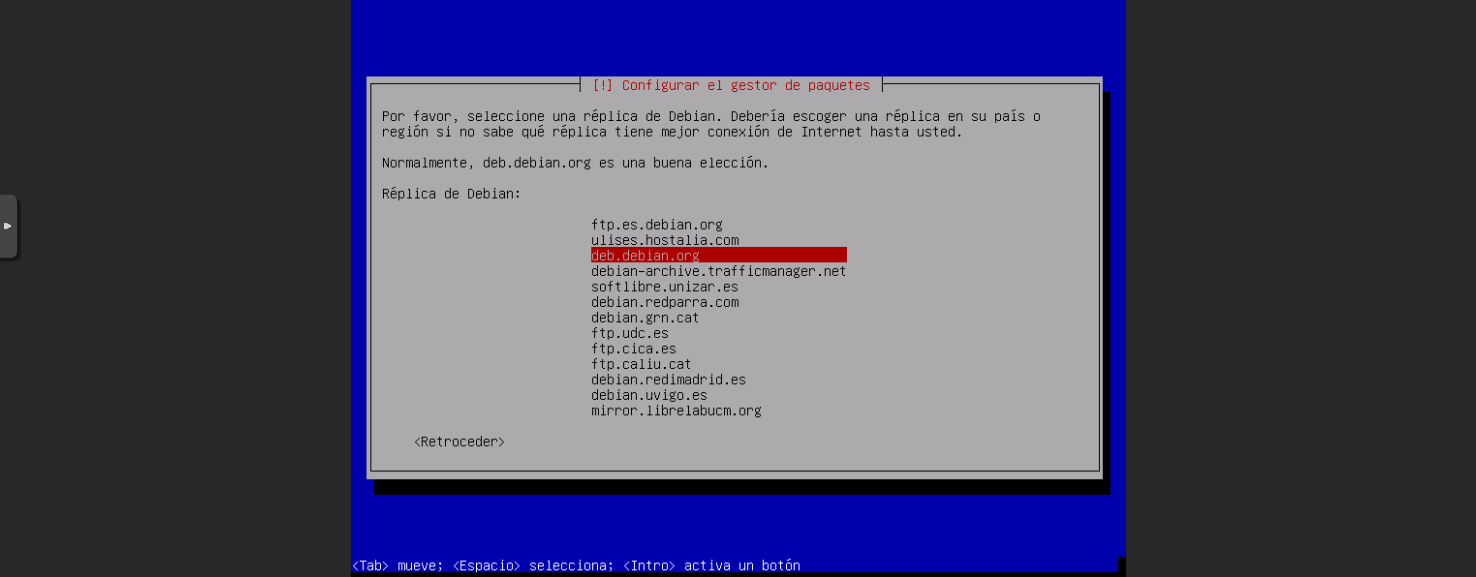 [!] Configurar el gestor de paquetes
Por favor, seleccione una réplica de Debian. Debería escoger una réplica en su país o
región si no sabe qué réplica tiene mejor conexión de Internet hasta usted.
Normalmente, deb.debian.org es una buena elección.
Réplica de Debian:
ftp.es.debian.org
ulises.hostalia.com
deb.debian.org
debian-archive.trafficmanager.net
softlibre.unizar.es
debian.redparra.com
debian.grn.cat
ftp.udc.es
ftp.cica.es
ftp.caliu.cat
debian.redimadrid.es
debian.uvigo.es
mirror.librelabucm.org
<Retroceder>
<Tab> mueve; <Espacio> selecciona; <Intro> activa un botón